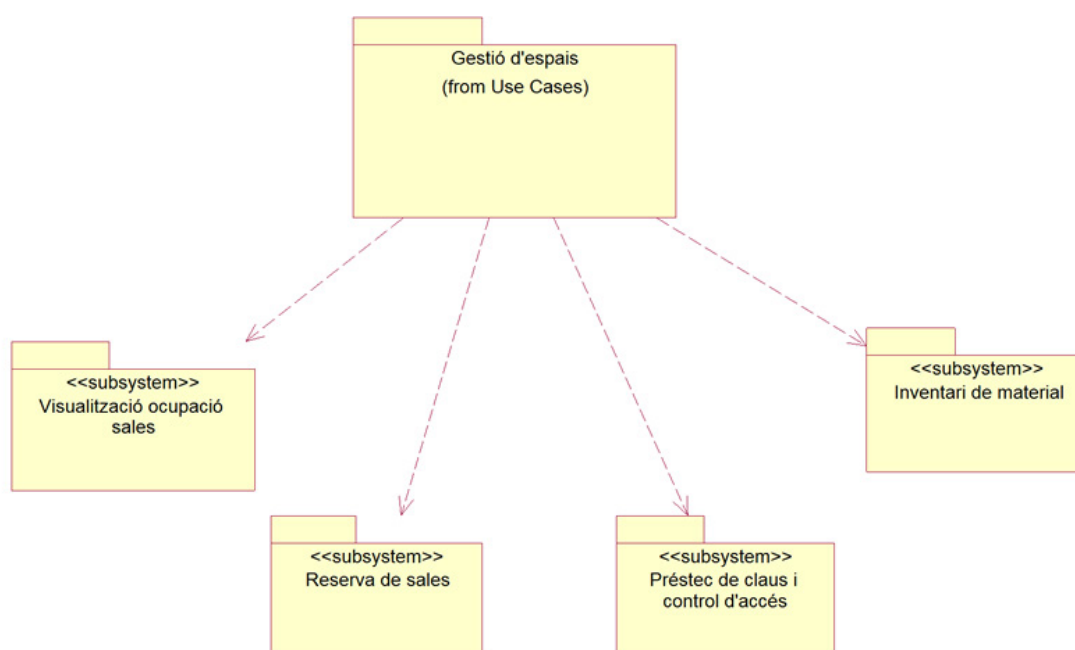 Gestió d'espais
(from Use Cases)
<<subsystem>>
Visualització ocupació
sales
<<subsystem>>
Inventari de material
<<subsystem>>
Reserva de sales
<<subsystem>>
Préstec de claus i
control d'accés